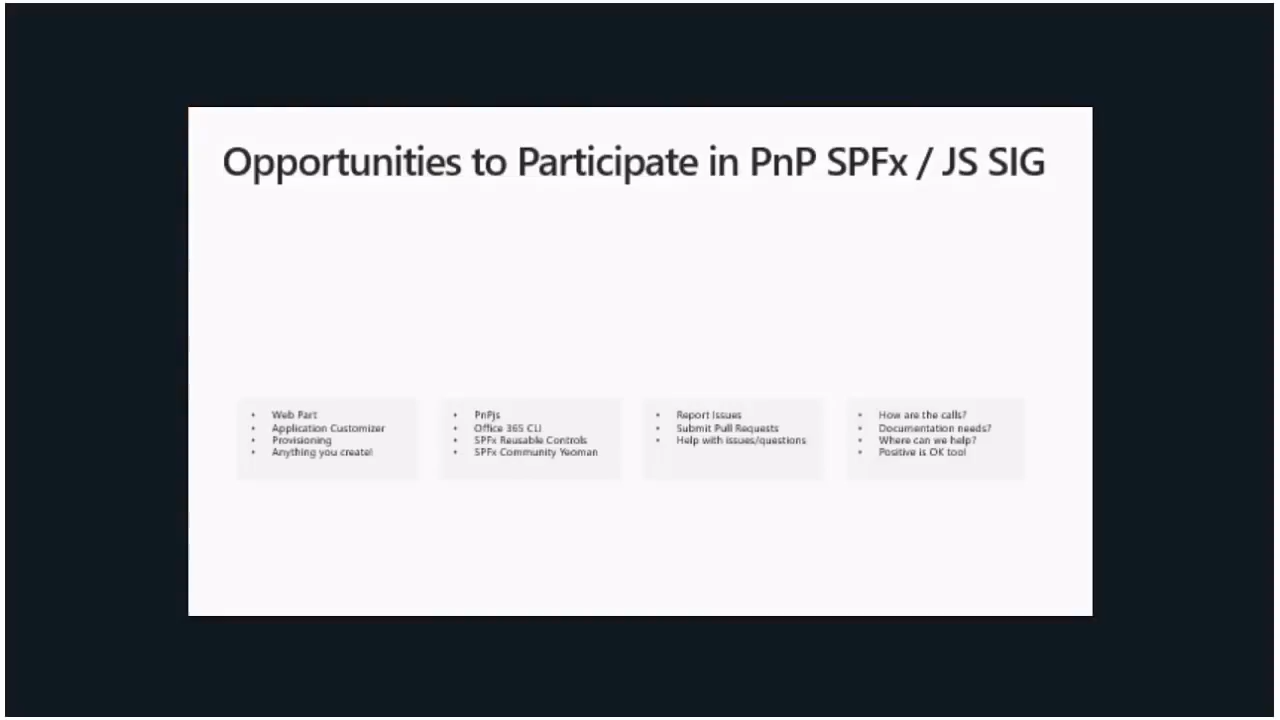 Opportunities to Participate in PnP SPFx / JS SIG
• Web Part
• Application Customizer
• Provisioning
• Anything you create!
• PnPjs
• Office 365 CLI
• SPFx Reusable Controls
• SPFx Community Yeoman
• Report Issues
• Submit Pull Requests
• Help with issues/questions
• How are the calls?
• Documentation needs?
• Where can we help?
• Positive is OK too!